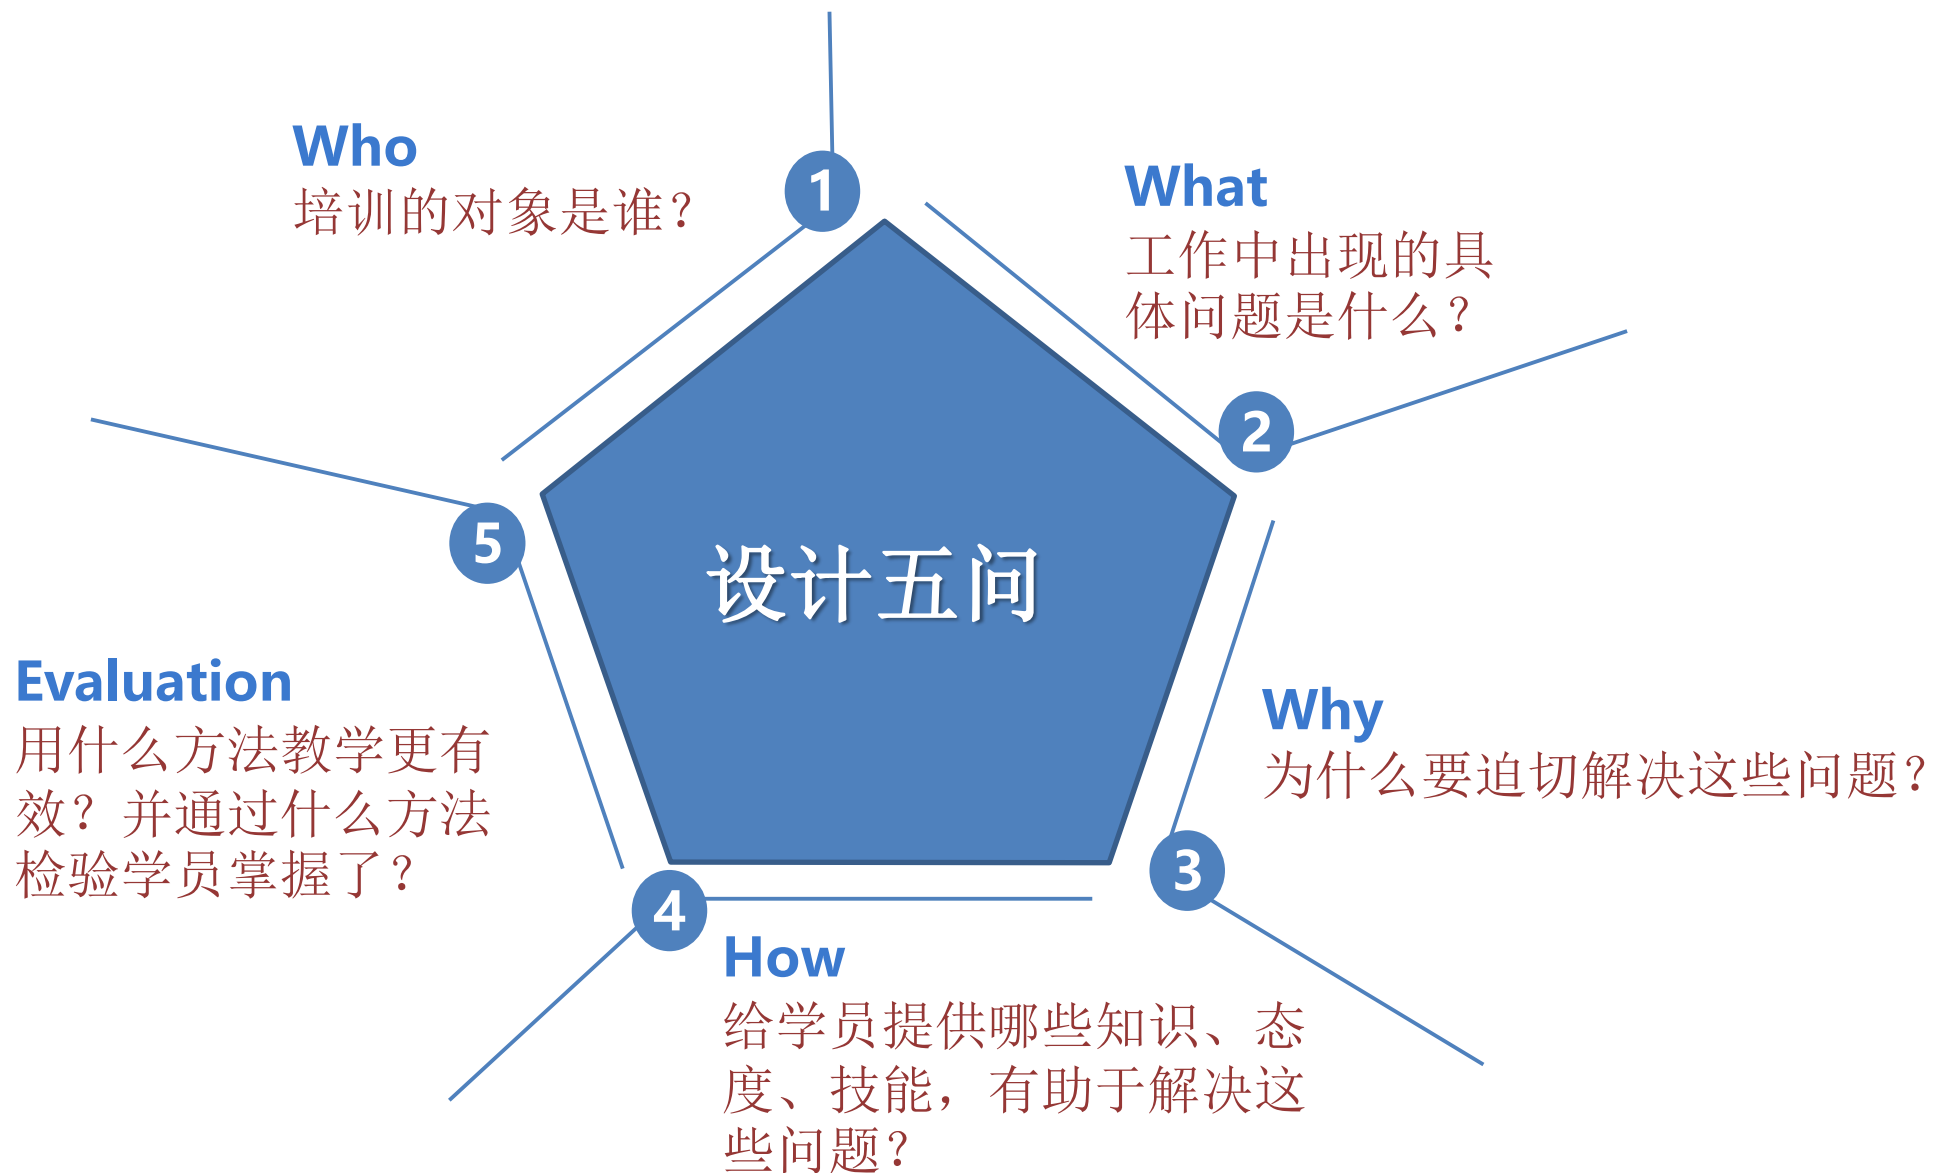 1
Who
培训的对象是谁？
2
What
工作中出现的具
体问题是什么？
设计五问
3
Why
为什么要迫切解决这些问题？
4
How
给学员提供哪些知识、态
度、技能，有助于解决这
些问题？
5
Evaluation
用什么方法教学更有
效？并通过什么方法
检验学员掌握了？